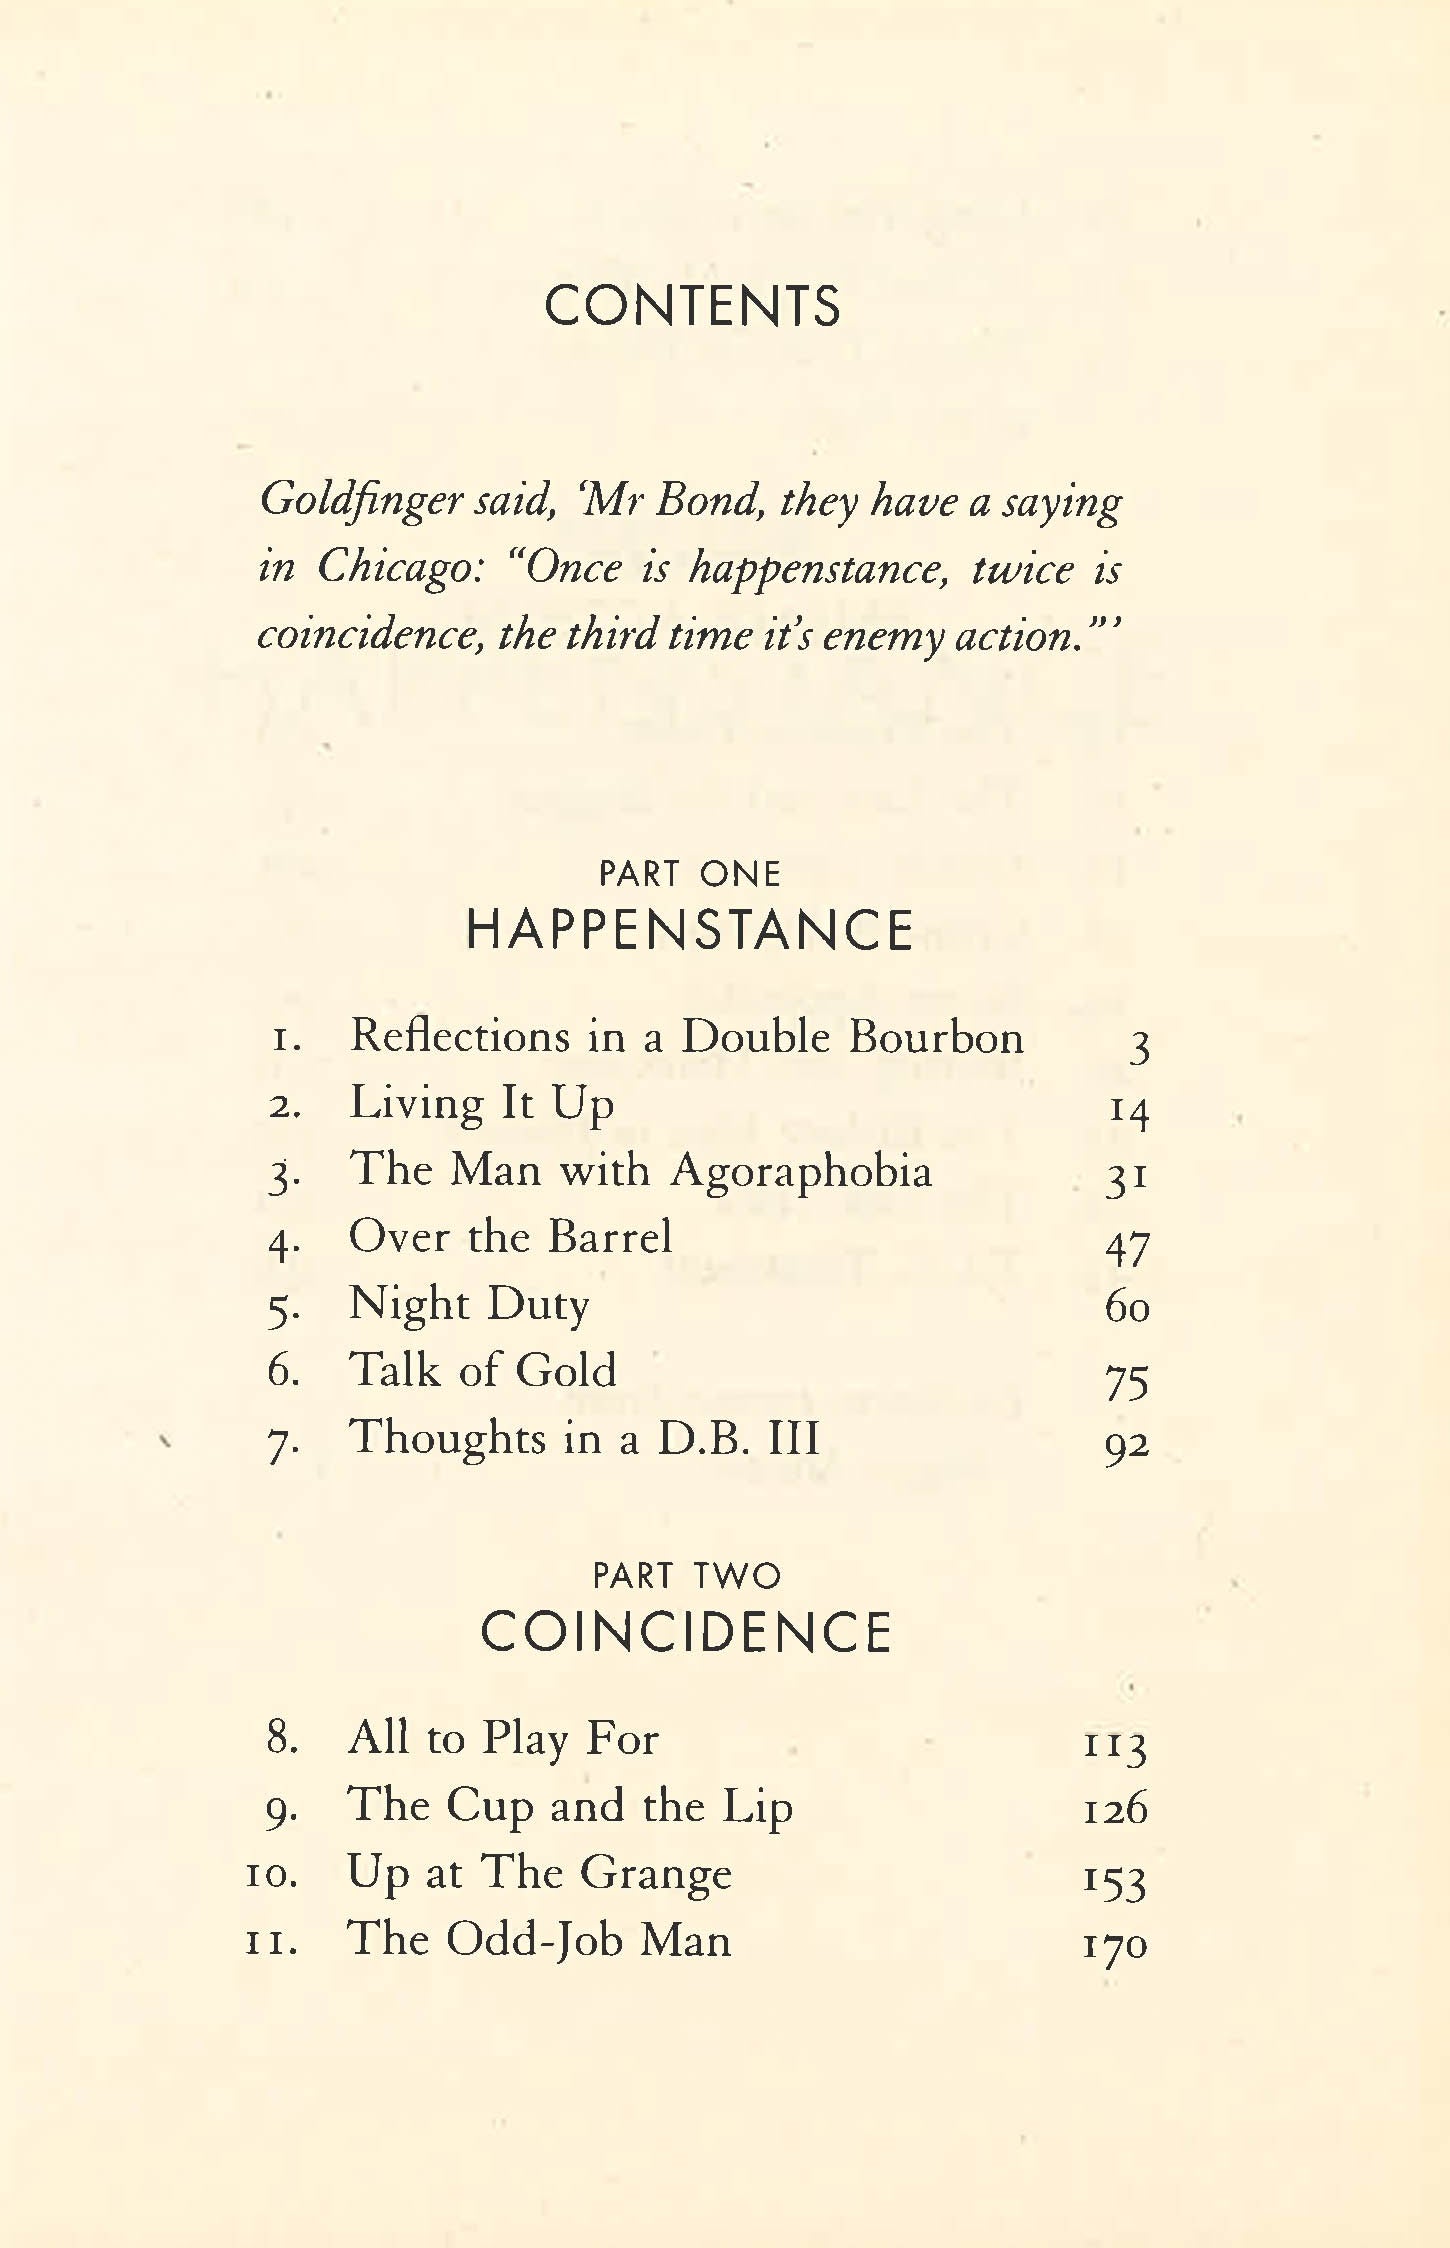 CONTENTS
Goldfinger said, ‘Mr Bond, they have a saying
in Chicago: “Once is happenstance, twice is
coincidence, the third time it’s enemy action.”’
PART ONE
HAPPENSTANCE
1. Reflections in a Double Bourbon 3
2. Living It Up 14
3. The Man with Agoraphobia 31
4. Over the Barrel 47
5. Night Duty 60
6. Talk of Gold 75
7. Thoughts in a D.B. III 92
PART TWO
COINCIDENCE
8. All to Play For 113
9. The Cup and the Lip 126
10. Up at The Grange 153
11. The Odd-Job Man 170